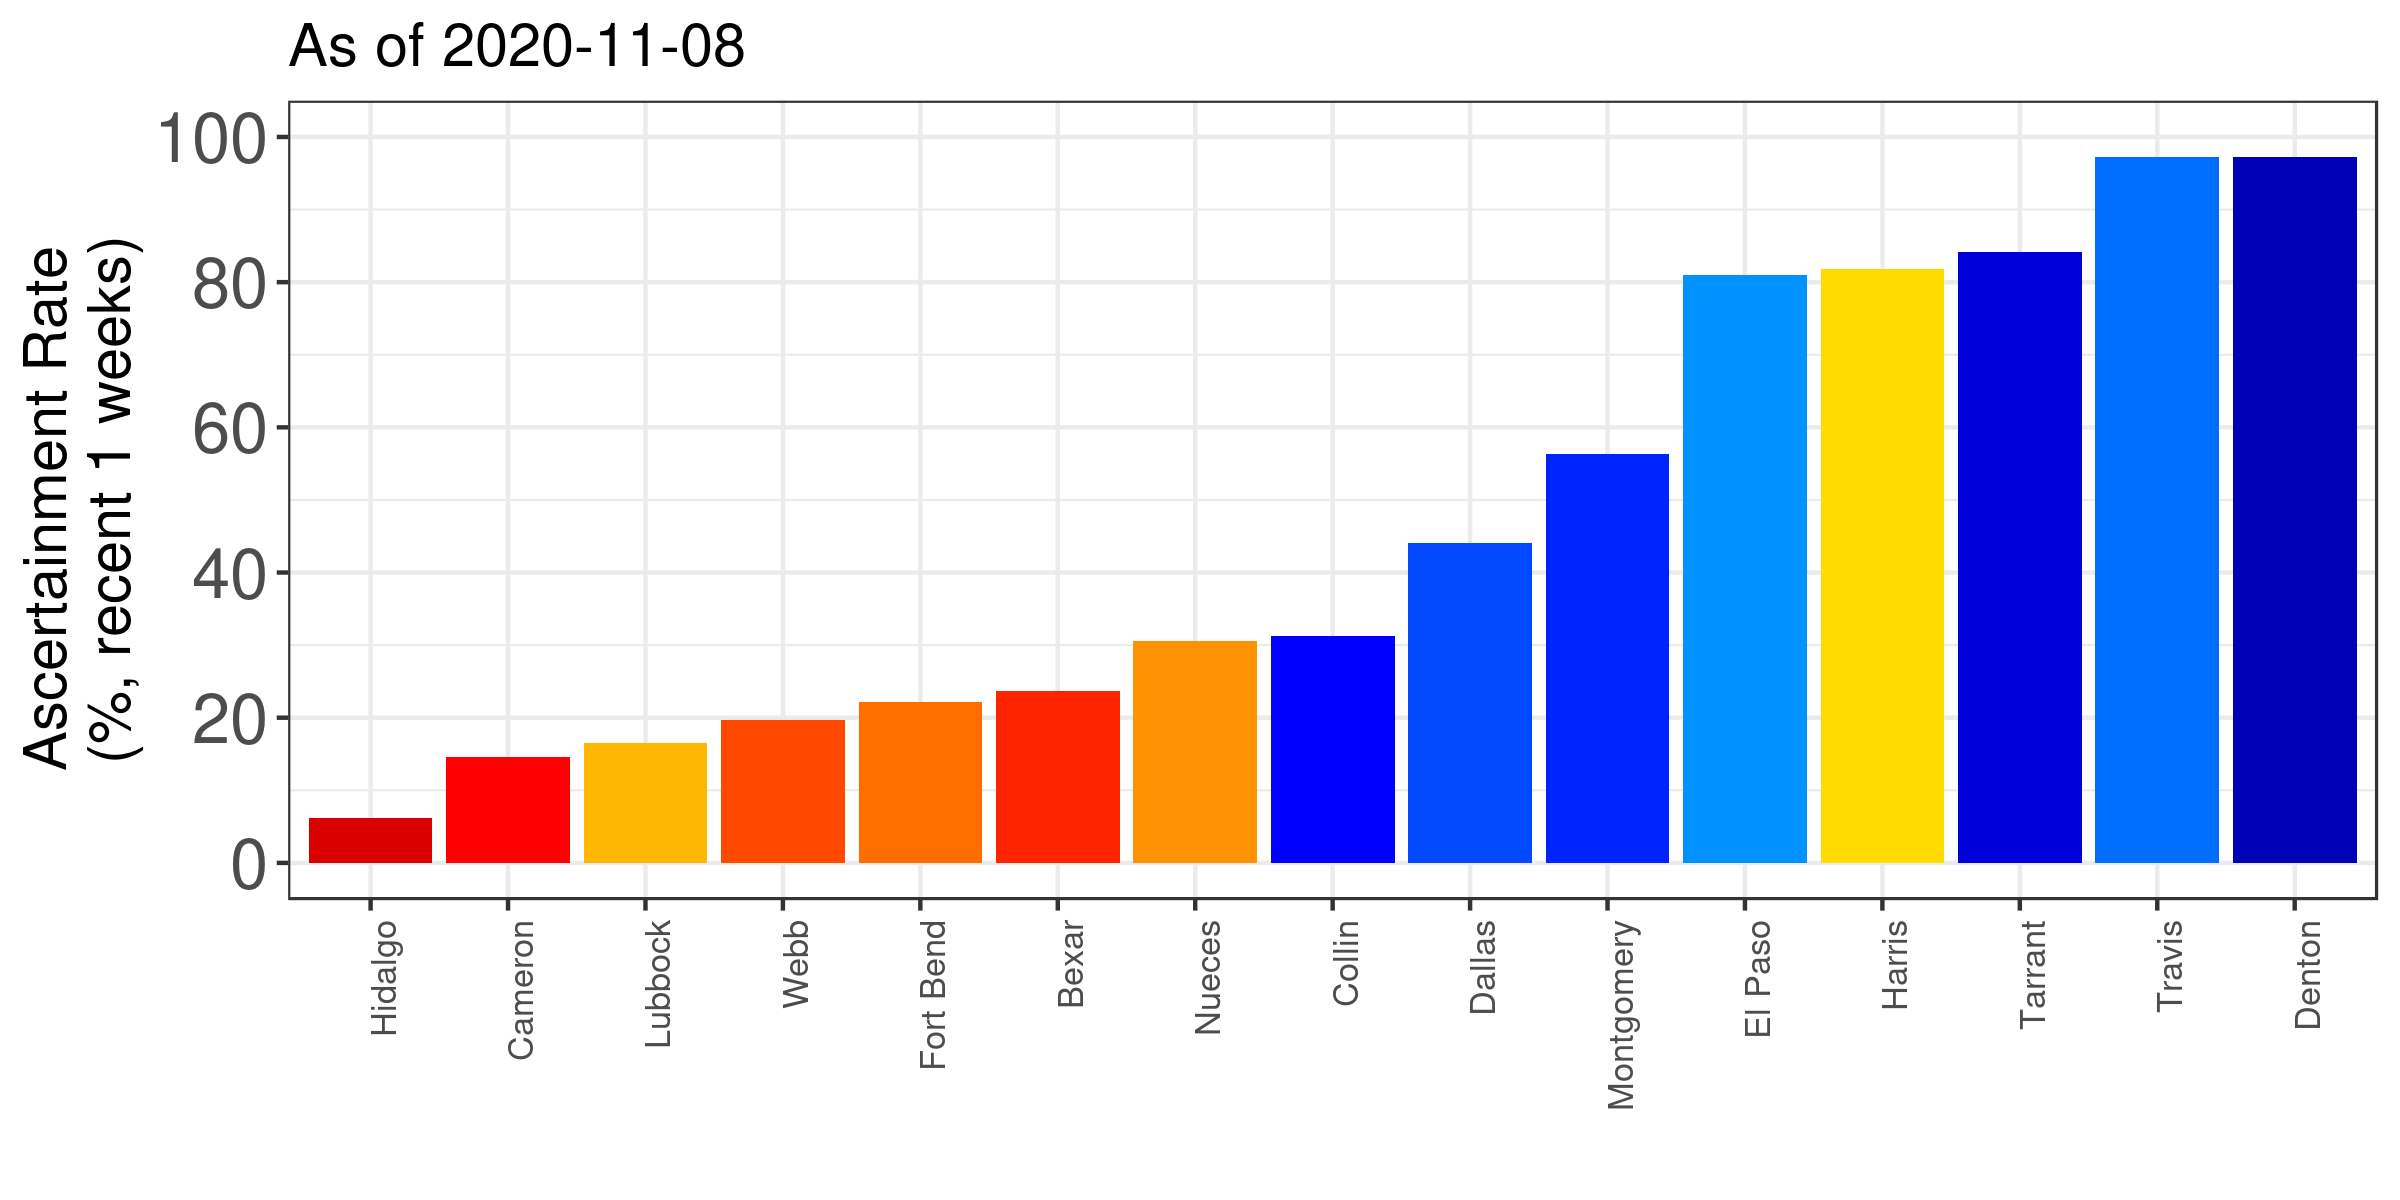 As of 2020-11-08
Ascertainment Rate
(%, recent 1 weeks)
100
80
60
40
20
0
Hidalgo
Cameron
Lubbock
Webb
Fort Bend
Bexar
Nueces
Collin
Dallas
Montgomery
El Paso
Harris
Tarrant
Travis
Denton